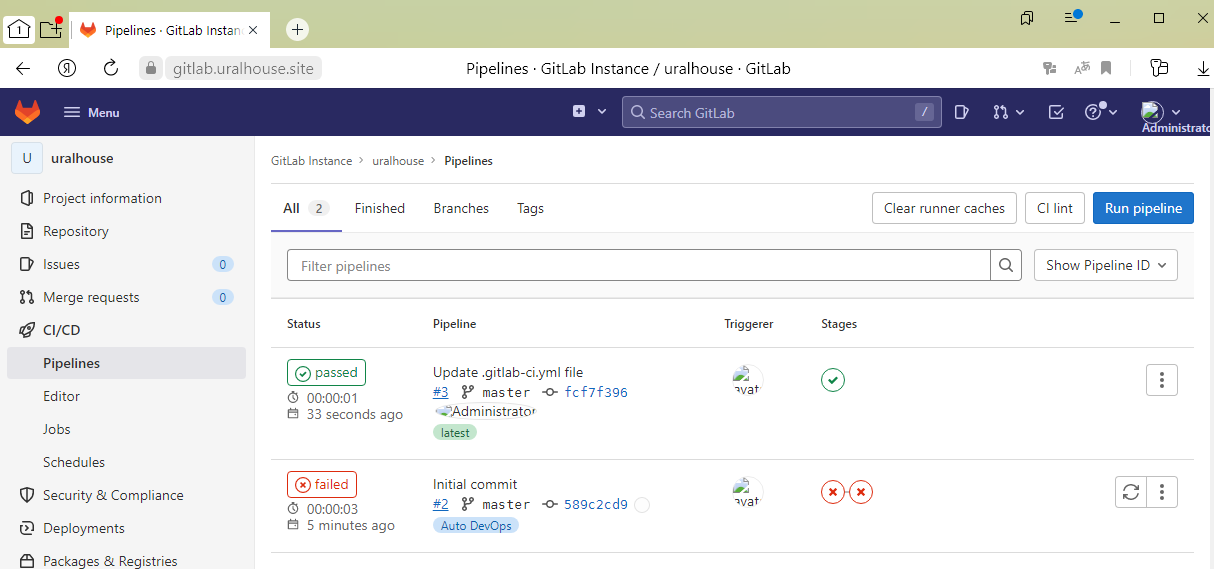 1
Pipelines · GitLab Instan
gitlab.uralhouse.site
Pipelines · GitLab Instance / uralhouse · GitLab
Menu
Search GitLab
/
Administrato
U
uralhouse
Project information
Repository
Issues 0
Merge requests 0
CI/CD
Pipelines
Editor
Jobs
Schedules
Security & Compliance
Deployments
Packages & Registries
GitLab Instance > uralhouse > Pipelines
All 2 Finished Branches Tags
Clear runner caches CI lint Run pipeline
Filter pipelines
Show Pipeline ID
Status Pipeline Triggerer Stages
passed
00:00:01
33 seconds ago
Update .gitlab-ci.yml file
#3 master fcf7f396
Administrator
latest
avat
failed
00:00:03
5 minutes ago
Initial commit
#2 master 589c2cd9
Auto DevOps
avat